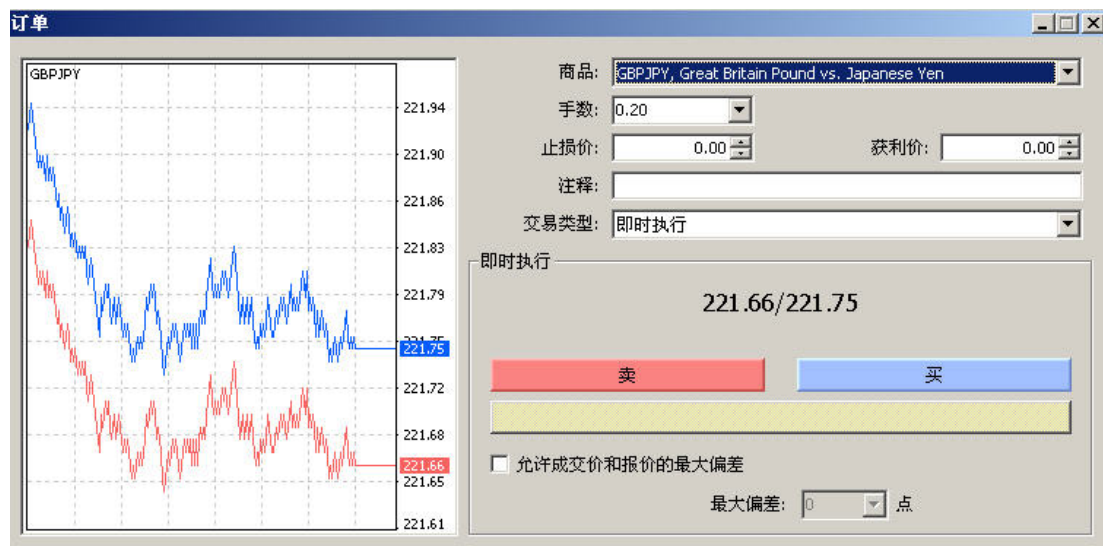 订单
GBPJPY
221.94
221.90
221.86
221.83
221.79
221.75
221.75
221.72
221.68
221.66
221.65
221.61
商品: GBPJPY, Great Britain Pound vs. Japanese Yen
手数: 0.20
止损价: 0.00 获利价: 0.00
注释:
交易类型: 即时执行
即时执行
221.66/221.75
卖 买
允许成交价和报价的最大偏差
最大偏差: 0 点